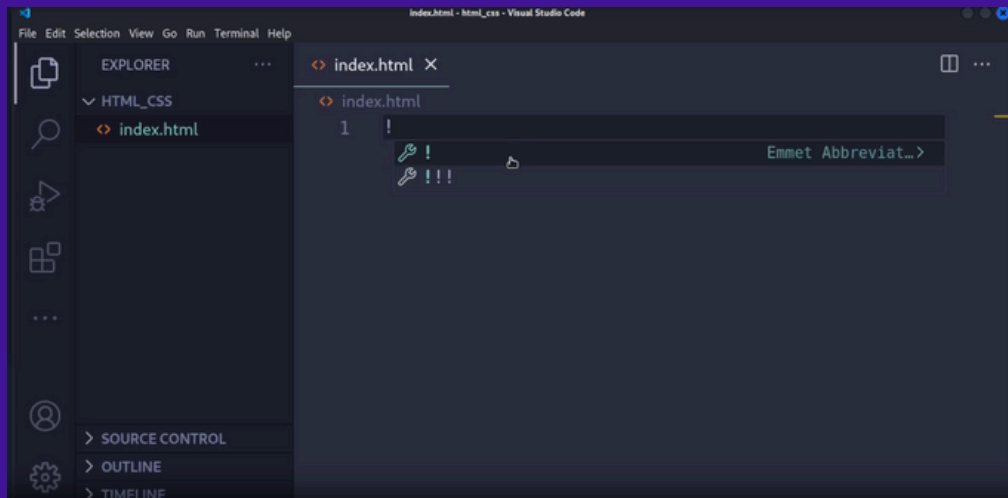 index.html - html_css - Visual Studio Code
File Edit Selection View Go Run Terminal Help
EXPLORER ···
HTML_CSS
index.html
SOURCE CONTROL
OUTLINE
TIMELINE
index.html ×
index.html
1 !
! Emmet Abbreviat…>
!!!